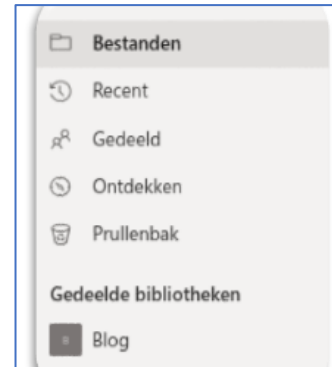 Bestanden
Recent
Gedeeld
Ontdekken
Prullenbak
Gedeelde bibliotheken
Blog